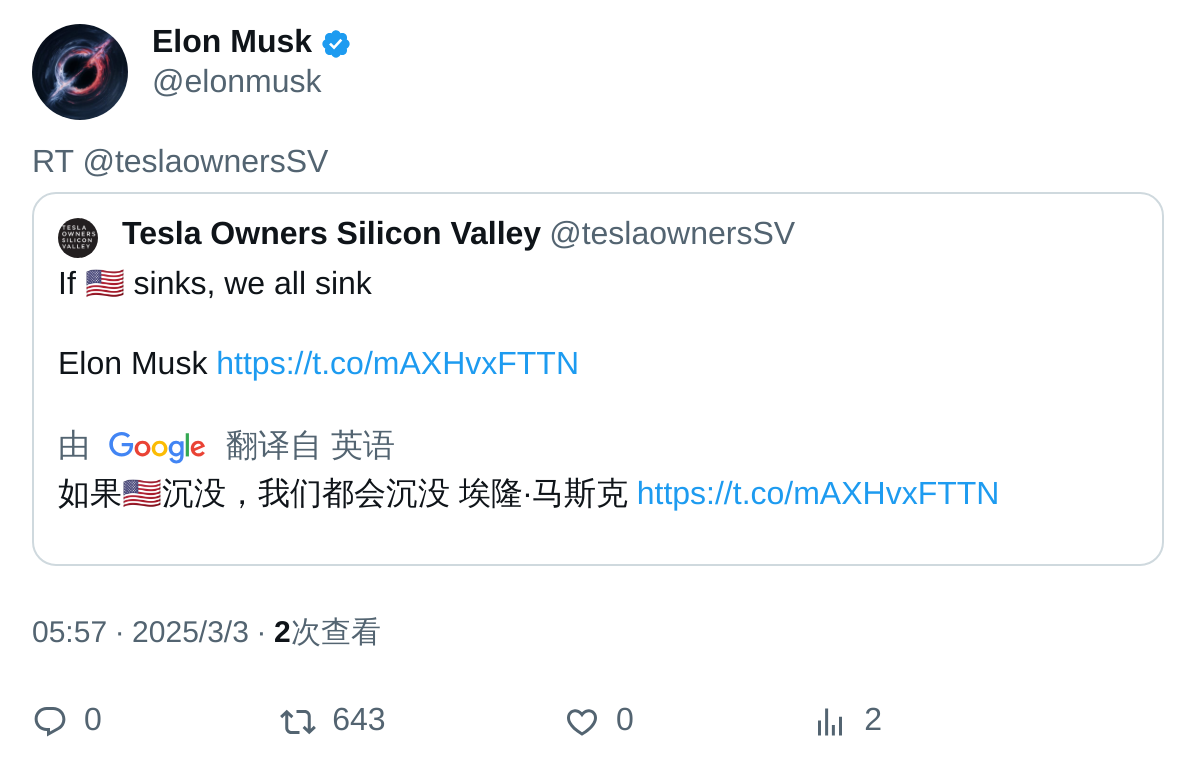 Elon Musk
@elonmusk
RT @teslaownersSV
TESLA
OWNERS
SILICON
VALLEY
Tesla Owners Silicon Valley @teslaownersSV
If 🇺🇸 sinks, we all sink
Elon Musk https://t.co/mAXHvxFTTN
由 Google 翻译自 英语
如果🇺🇸沉没，我们都会沉没 埃隆·马斯克 https://t.co/mAXHvxFTTN
05:57 · 2025/3/3 · 2次查看
0 643 0 2